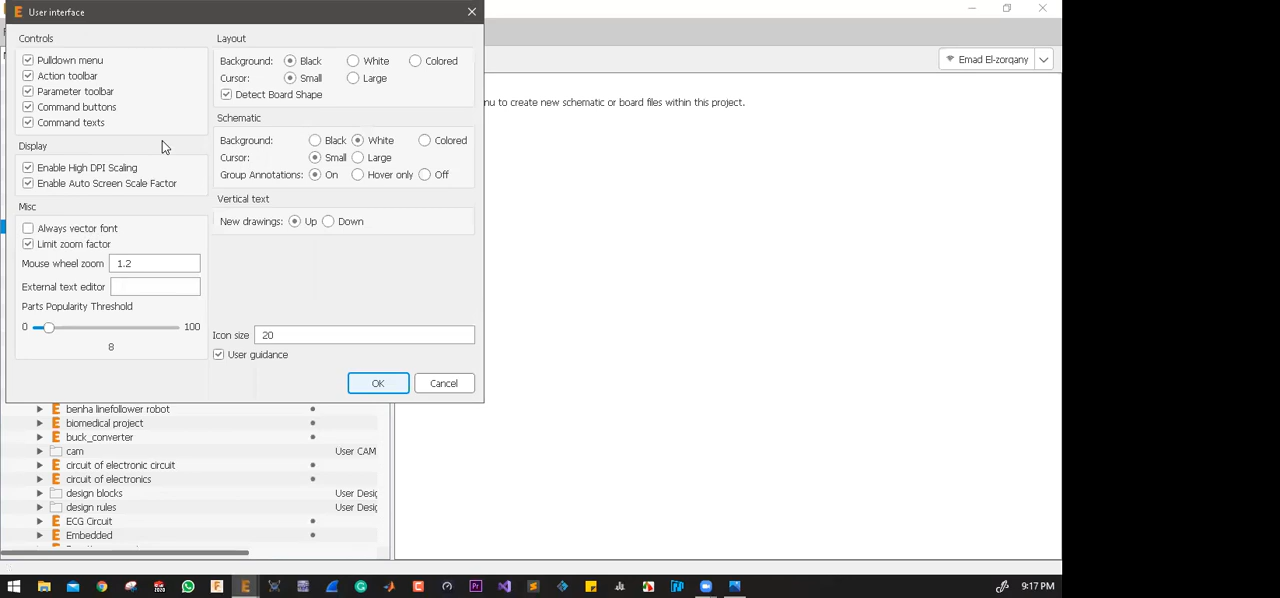 User interface
Controls
Pulldown menu
Action toolbar
Parameter toolbar
Command buttons
Command texts
Display
Enable High DPI Scaling
Enable Auto Screen Scale Factor
Misc
Always vector font
Limit zoom factor
Mouse wheel zoom 1.2
External text editor
Parts Popularity Threshold
0 100
8
Layout
Background: Black White Colored
Cursor: Small Large
Detect Board Shape
Schematic
Background: Black White Colored
Cursor: Small Large
Group Annotations: On Hover only Off
Vertical text
New drawings: Up Down
Icon size 20
User guidance
OK Cancel
Emad El-zorqany
nu to create new schematic or board files within this project.
benha linefollower robot
biomedical project
buck_converter
cam User CAM
circuit of electronic circuit
circuit of electronics
design blocks User Desig
design rules User Desig
ECG Circuit
Embedded
9:17 PM